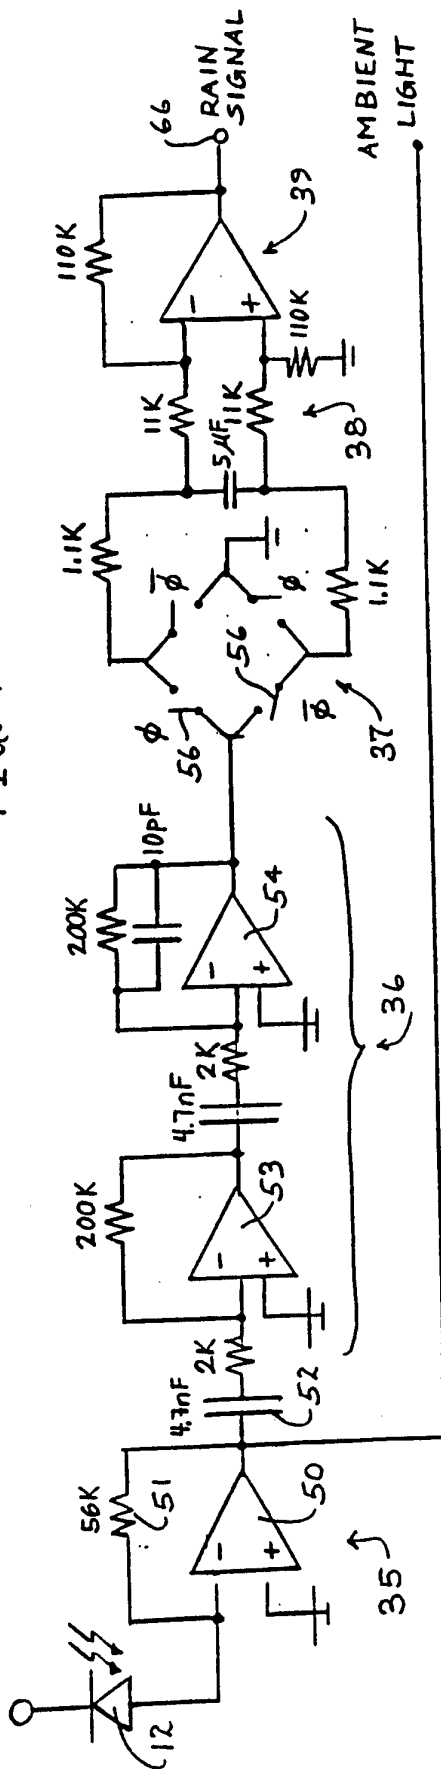 12
56K
51
50
35
4.7nF
52
2K
200K
53
4.7nF
2K
200K
10pF
54
36
φ
56
φ̅
φ
56
φ̅
37
1.1K
1.1K
5µF
11K
11K
38
110K
110K
39
66
RAIN
SIGNAL
AMBIENT
LIGHT
-
+
-
+
-
+
-
+